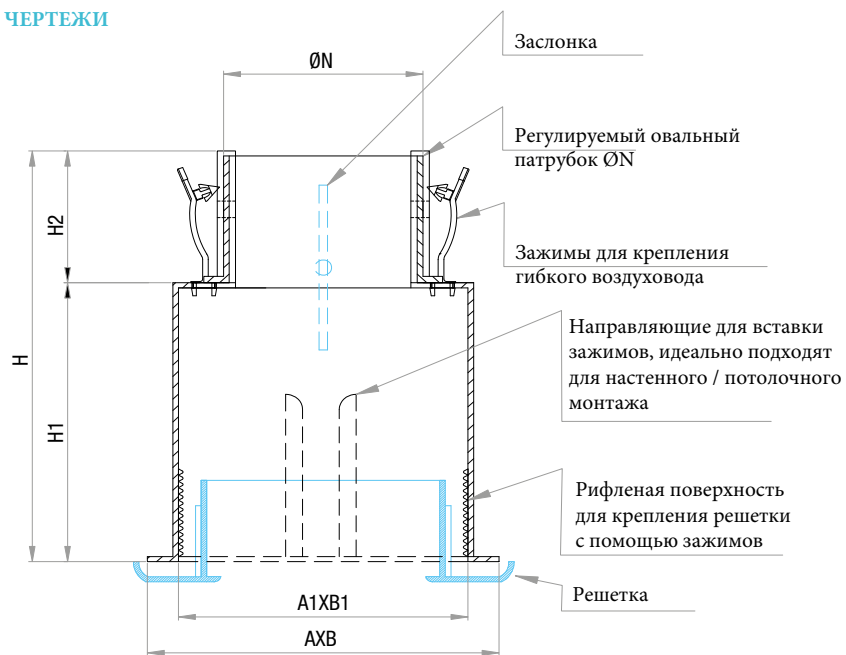 ЧЕРТЕЖИ
ØN
Заслонка
Регулируемый овальный
патрубок ØN
Зажимы для крепления
гибкого воздуховода
Направляющие для вставки
зажимов, идеально подходят
для настенного / потолочного
монтажа
Рифленая поверхность
для крепления решетки
с помощью зажимов
Решетка
H2
H
H1
A1XB1
AXB